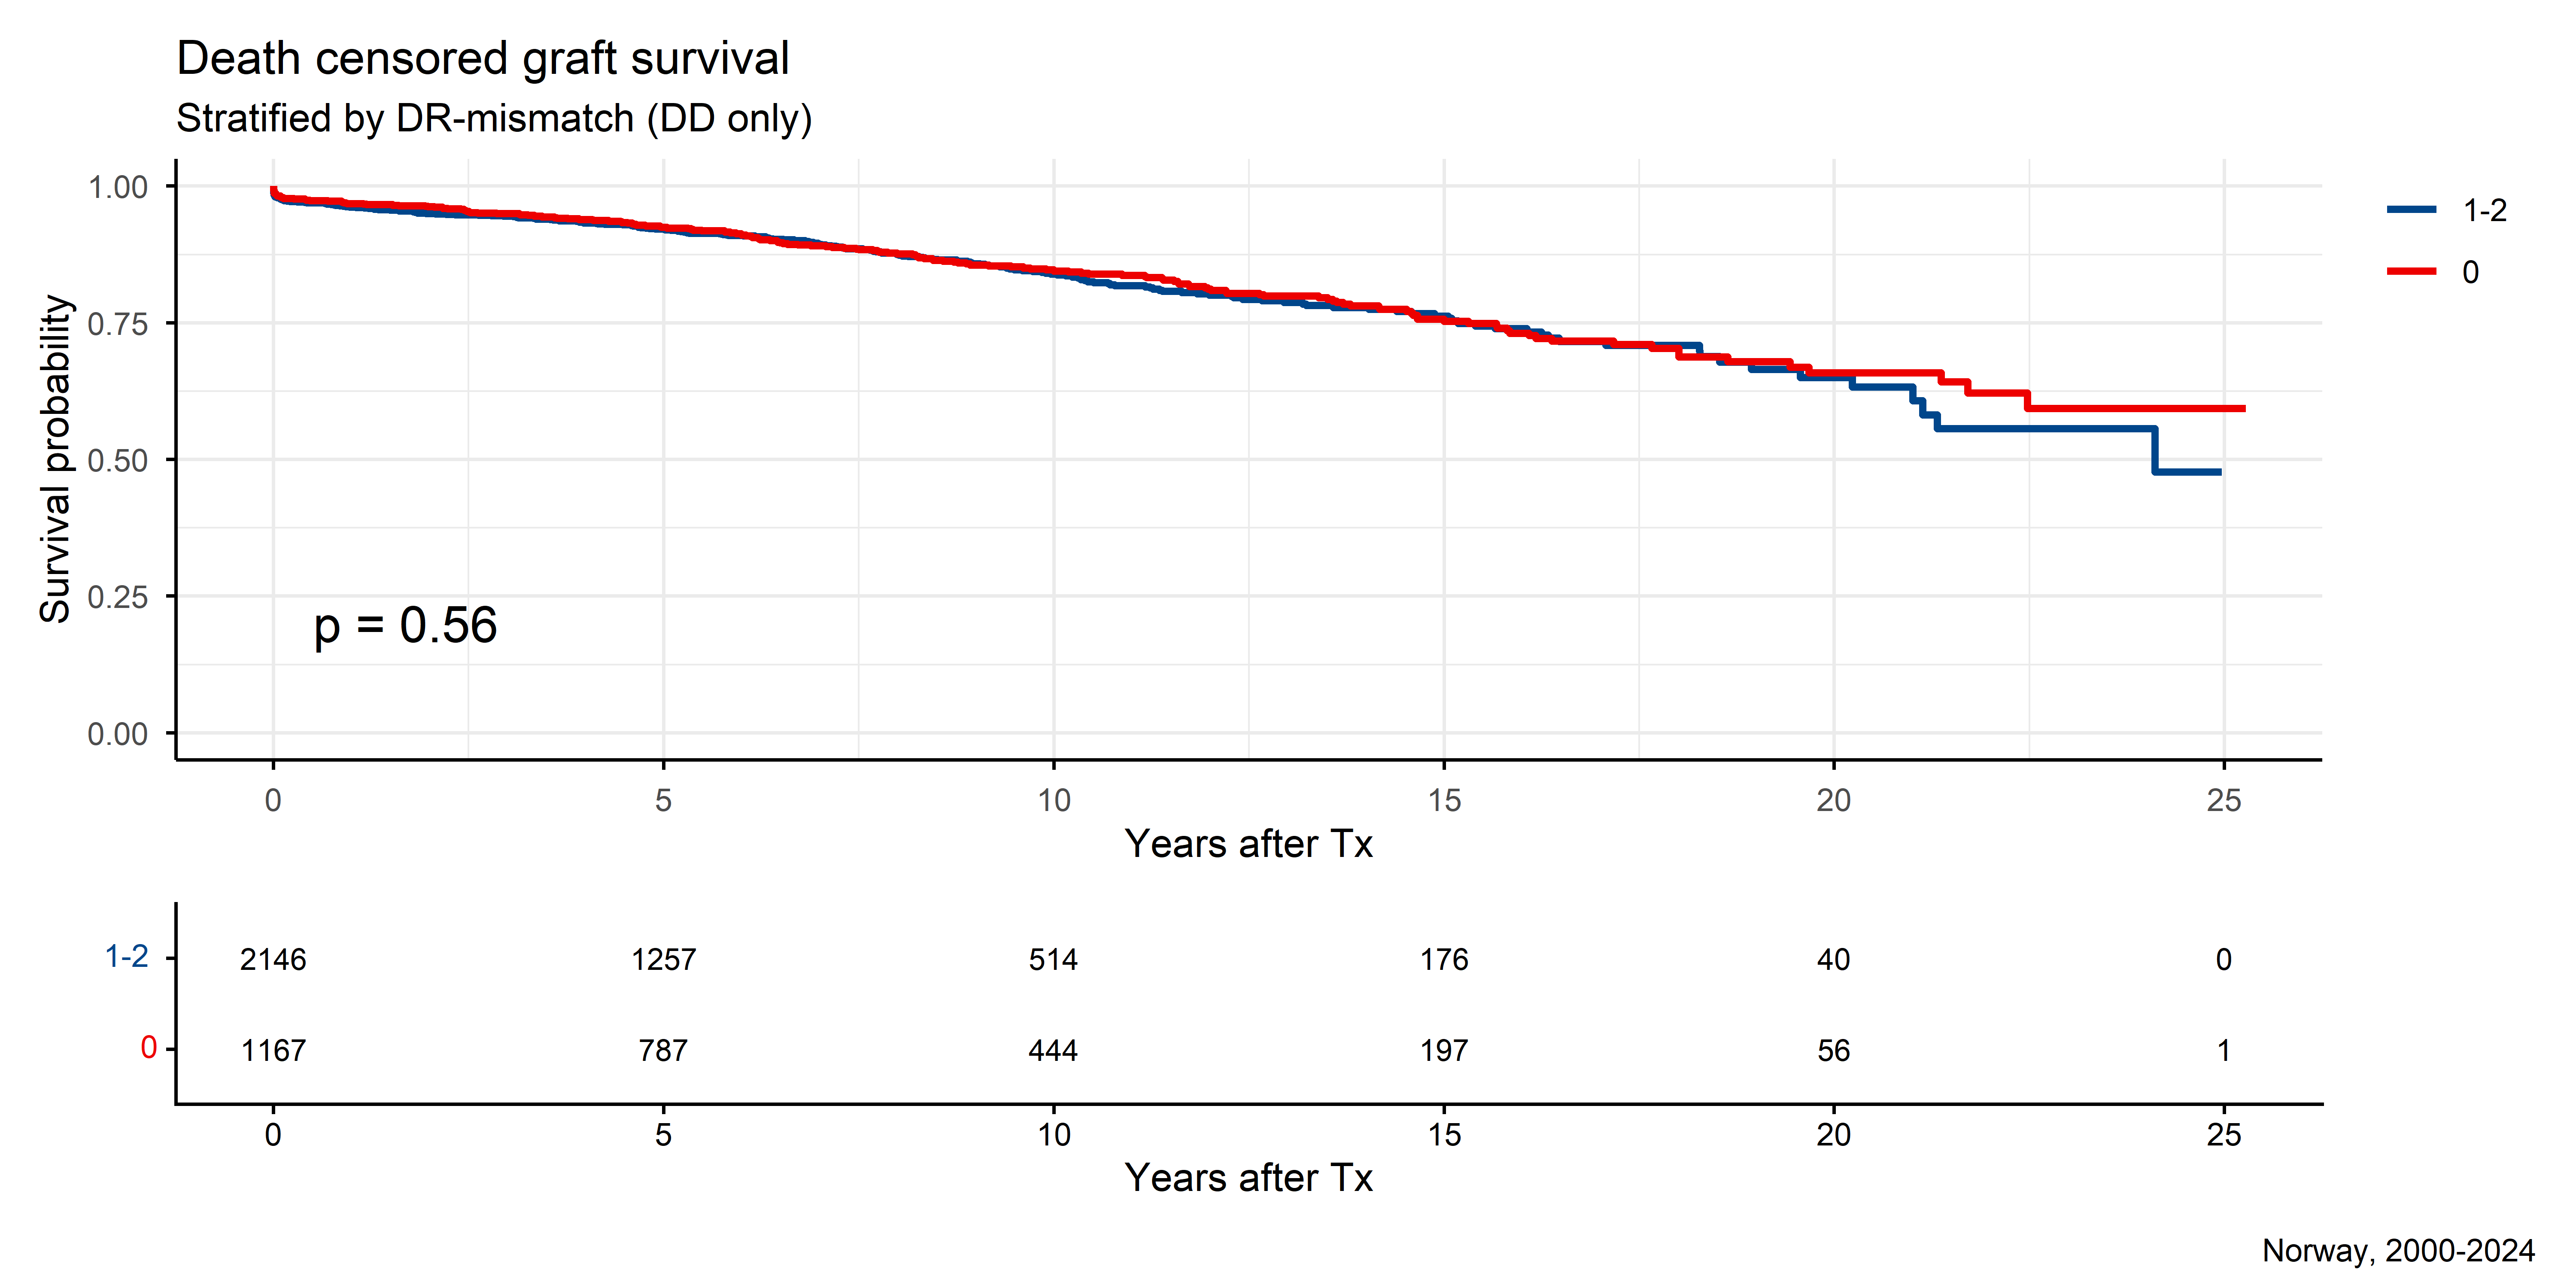 Death censored graft survival
Stratified by DR-mismatch (DD only)
1.00
0.75
0.50
0.25
0.00
Survival probability
p = 0.56
1-2
0
0 5 10 15 20 25
Years after Tx
1-2 2146 1257 514 176 40 0
0 1167 787 444 197 56 1
0 5 10 15 20 25
Years after Tx
Norway, 2000-2024